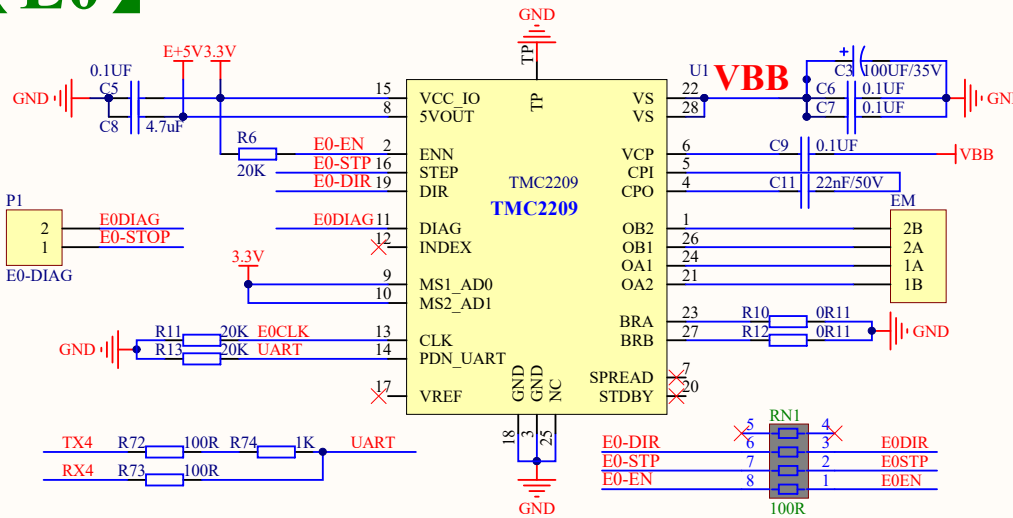 【E0】
GND
TP
TP
E+5V 3.3V
0.1UF
GND
C5
C8
4.7uF
15
VCC_IO
8
5VOUT
R6
20K
E0-EN
2
ENN
E0-STP
16
STEP
E0-DIR
19
DIR
TMC2209
TMC2209
U1
VBB
VS
22
VS
28
C3
100UF/35V
C6
0.1UF
C7
0.1UF
GND
VCP
6
C9
0.1UF
VBB
CPI
5
CPO
4
C11
22nF/50V
P1
2
E0DIAG
1
E0-STOP
E0-DIAG
E0DIAG
11
DIAG
12
INDEX
EM
OB2
1
2B
OB1
26
2A
OA1
24
1A
OA2
21
1B
3.3V
9
MS1_AD0
10
MS2_AD1
GND
R11
20K
E0CLK
13
CLK
R13
20K
UART
14
PDN_UART
17
VREF
BRA
23
R10
0R11
BRB
27
R12
0R11
GND
SPREAD
7
STDBY
20
GND
GND
NC
18
3
25
GND
TX4
R72
100R
R74
1K
UART
RX4
R73
100R
RN1
5
4
E0-DIR
6
3
E0DIR
E0-STP
7
2
E0STP
E0-EN
8
1
E0EN
100R